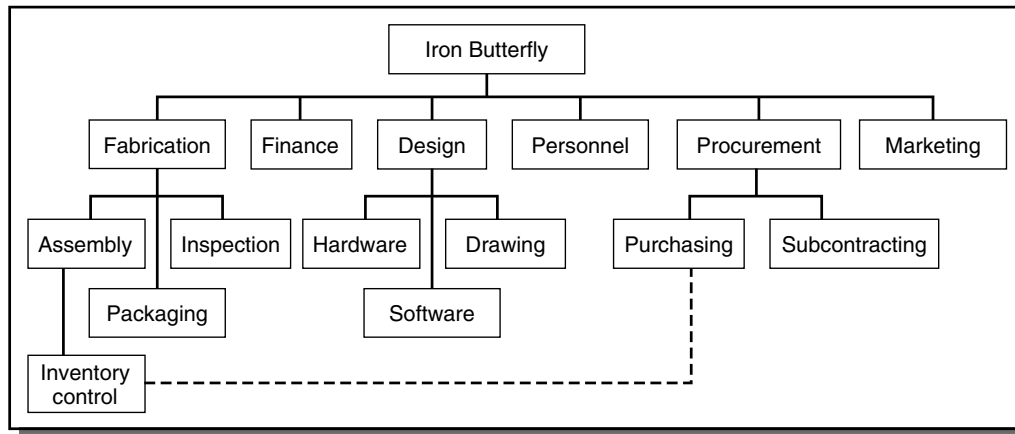 Iron Butterfly
Fabrication
Finance
Design
Personnel
Procurement
Marketing
Assembly
Inspection
Hardware
Drawing
Purchasing
Subcontracting
Packaging
Software
Inventory
control